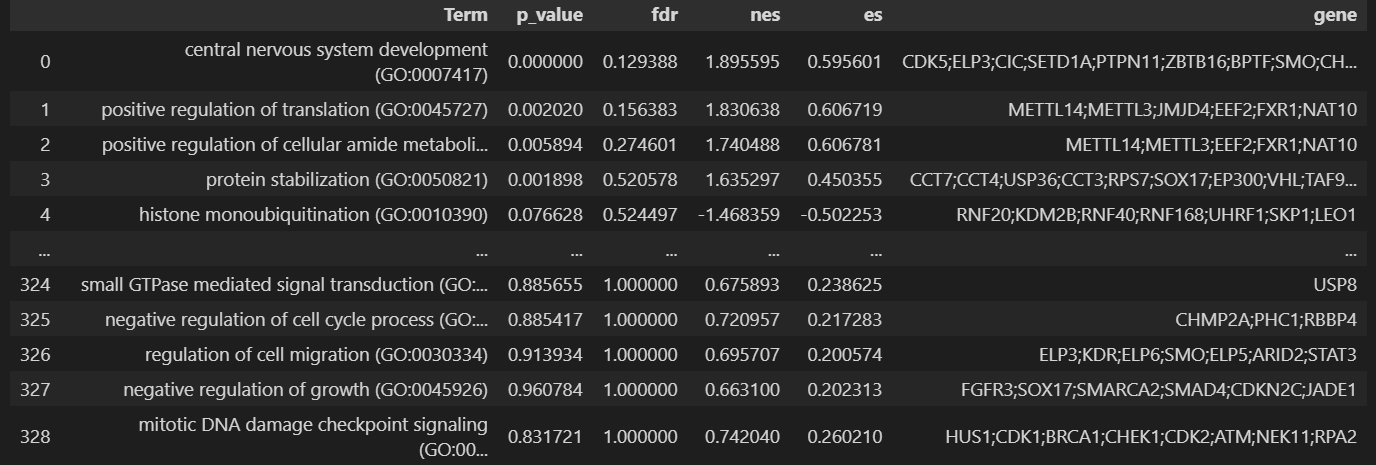 Term p_value fdr nes es gene
0 central nervous system development (GO:0007417) 0.000000 0.129388 1.895595 0.595601 CDK5;ELP3;CIC;SETD1A;PTPN11;ZBTB16;BPTF;SMO;CH...
1 positive regulation of translation (GO:0045727) 0.002020 0.156383 1.830638 0.606719 METTL14;METTL3;JMJD4;EEF2;FXR1;NAT10
2 positive regulation of cellular amide metaboli... 0.005894 0.274601 1.740488 0.606781 METTL14;METTL3;EEF2;FXR1;NAT10
3 protein stabilization (GO:0050821) 0.001898 0.520578 1.635297 0.450355 CCT7;CCT4;USP36;CCT3;RPS7;SOX17;EP300;VHL;TAF9...
4 histone monoubiquitination (GO:0010390) 0.076628 0.524497 -1.468359 -0.502253 RNF20;KDM2B;RNF40;RNF168;UHRF1;SKP1;LEO1
... ... ... ... ... ... ...
324 small GTPase mediated signal transduction (GO:... 0.885655 1.000000 0.675893 0.238625 USP8
325 negative regulation of cell cycle process (GO:... 0.885417 1.000000 0.720957 0.217283 CHMP2A;PHC1;RBBP4
326 regulation of cell migration (GO:0030334) 0.913934 1.000000 0.695707 0.200574 ELP3;KDR;ELP6;SMO;ELP5;ARID2;STAT3
327 negative regulation of growth (GO:0045926) 0.960784 1.000000 0.663100 0.202313 FGFR3;SOX17;SMARCA2;SMAD4;CDKN2C;JADE1
328 mitotic DNA damage checkpoint signaling (GO:00... 0.831721 1.000000 0.742040 0.260210 HUS1;CDK1;BRCA1;CHEK1;CDK2;ATM;NEK11;RPA2